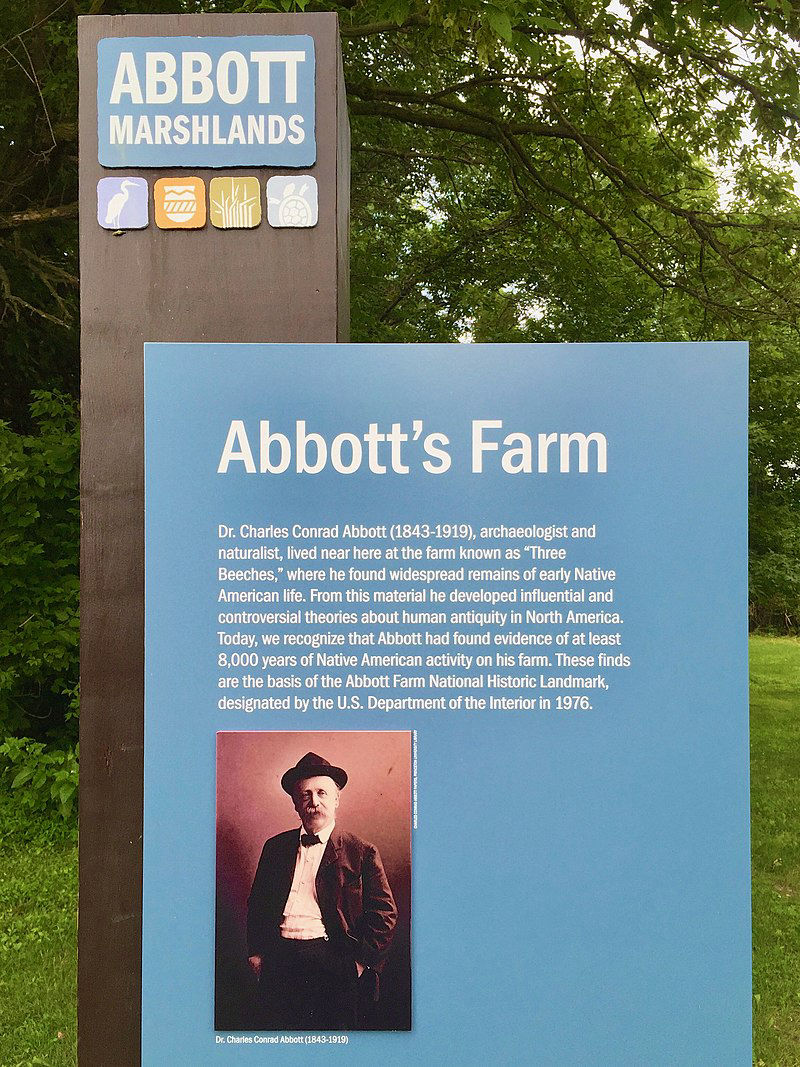 ABBOTT
MARSHLANDS
Abbott's Farm
Dr. Charles Conrad Abbott (1843-1919), archaeologist and
naturalist, lived near here at the farm known as “Three
Beeches,” where he found widespread remains of early Native
American life. From this material he developed influential and
controversial theories about human antiquity in North America.
Today, we recognize that Abbott had found evidence of at least
8,000 years of Native American activity on his farm. These finds
are the basis of the Abbott Farm National Historic Landmark,
designated by the U.S. Department of the Interior in 1976.
Dr. Charles Conrad Abbott (1843-1919)